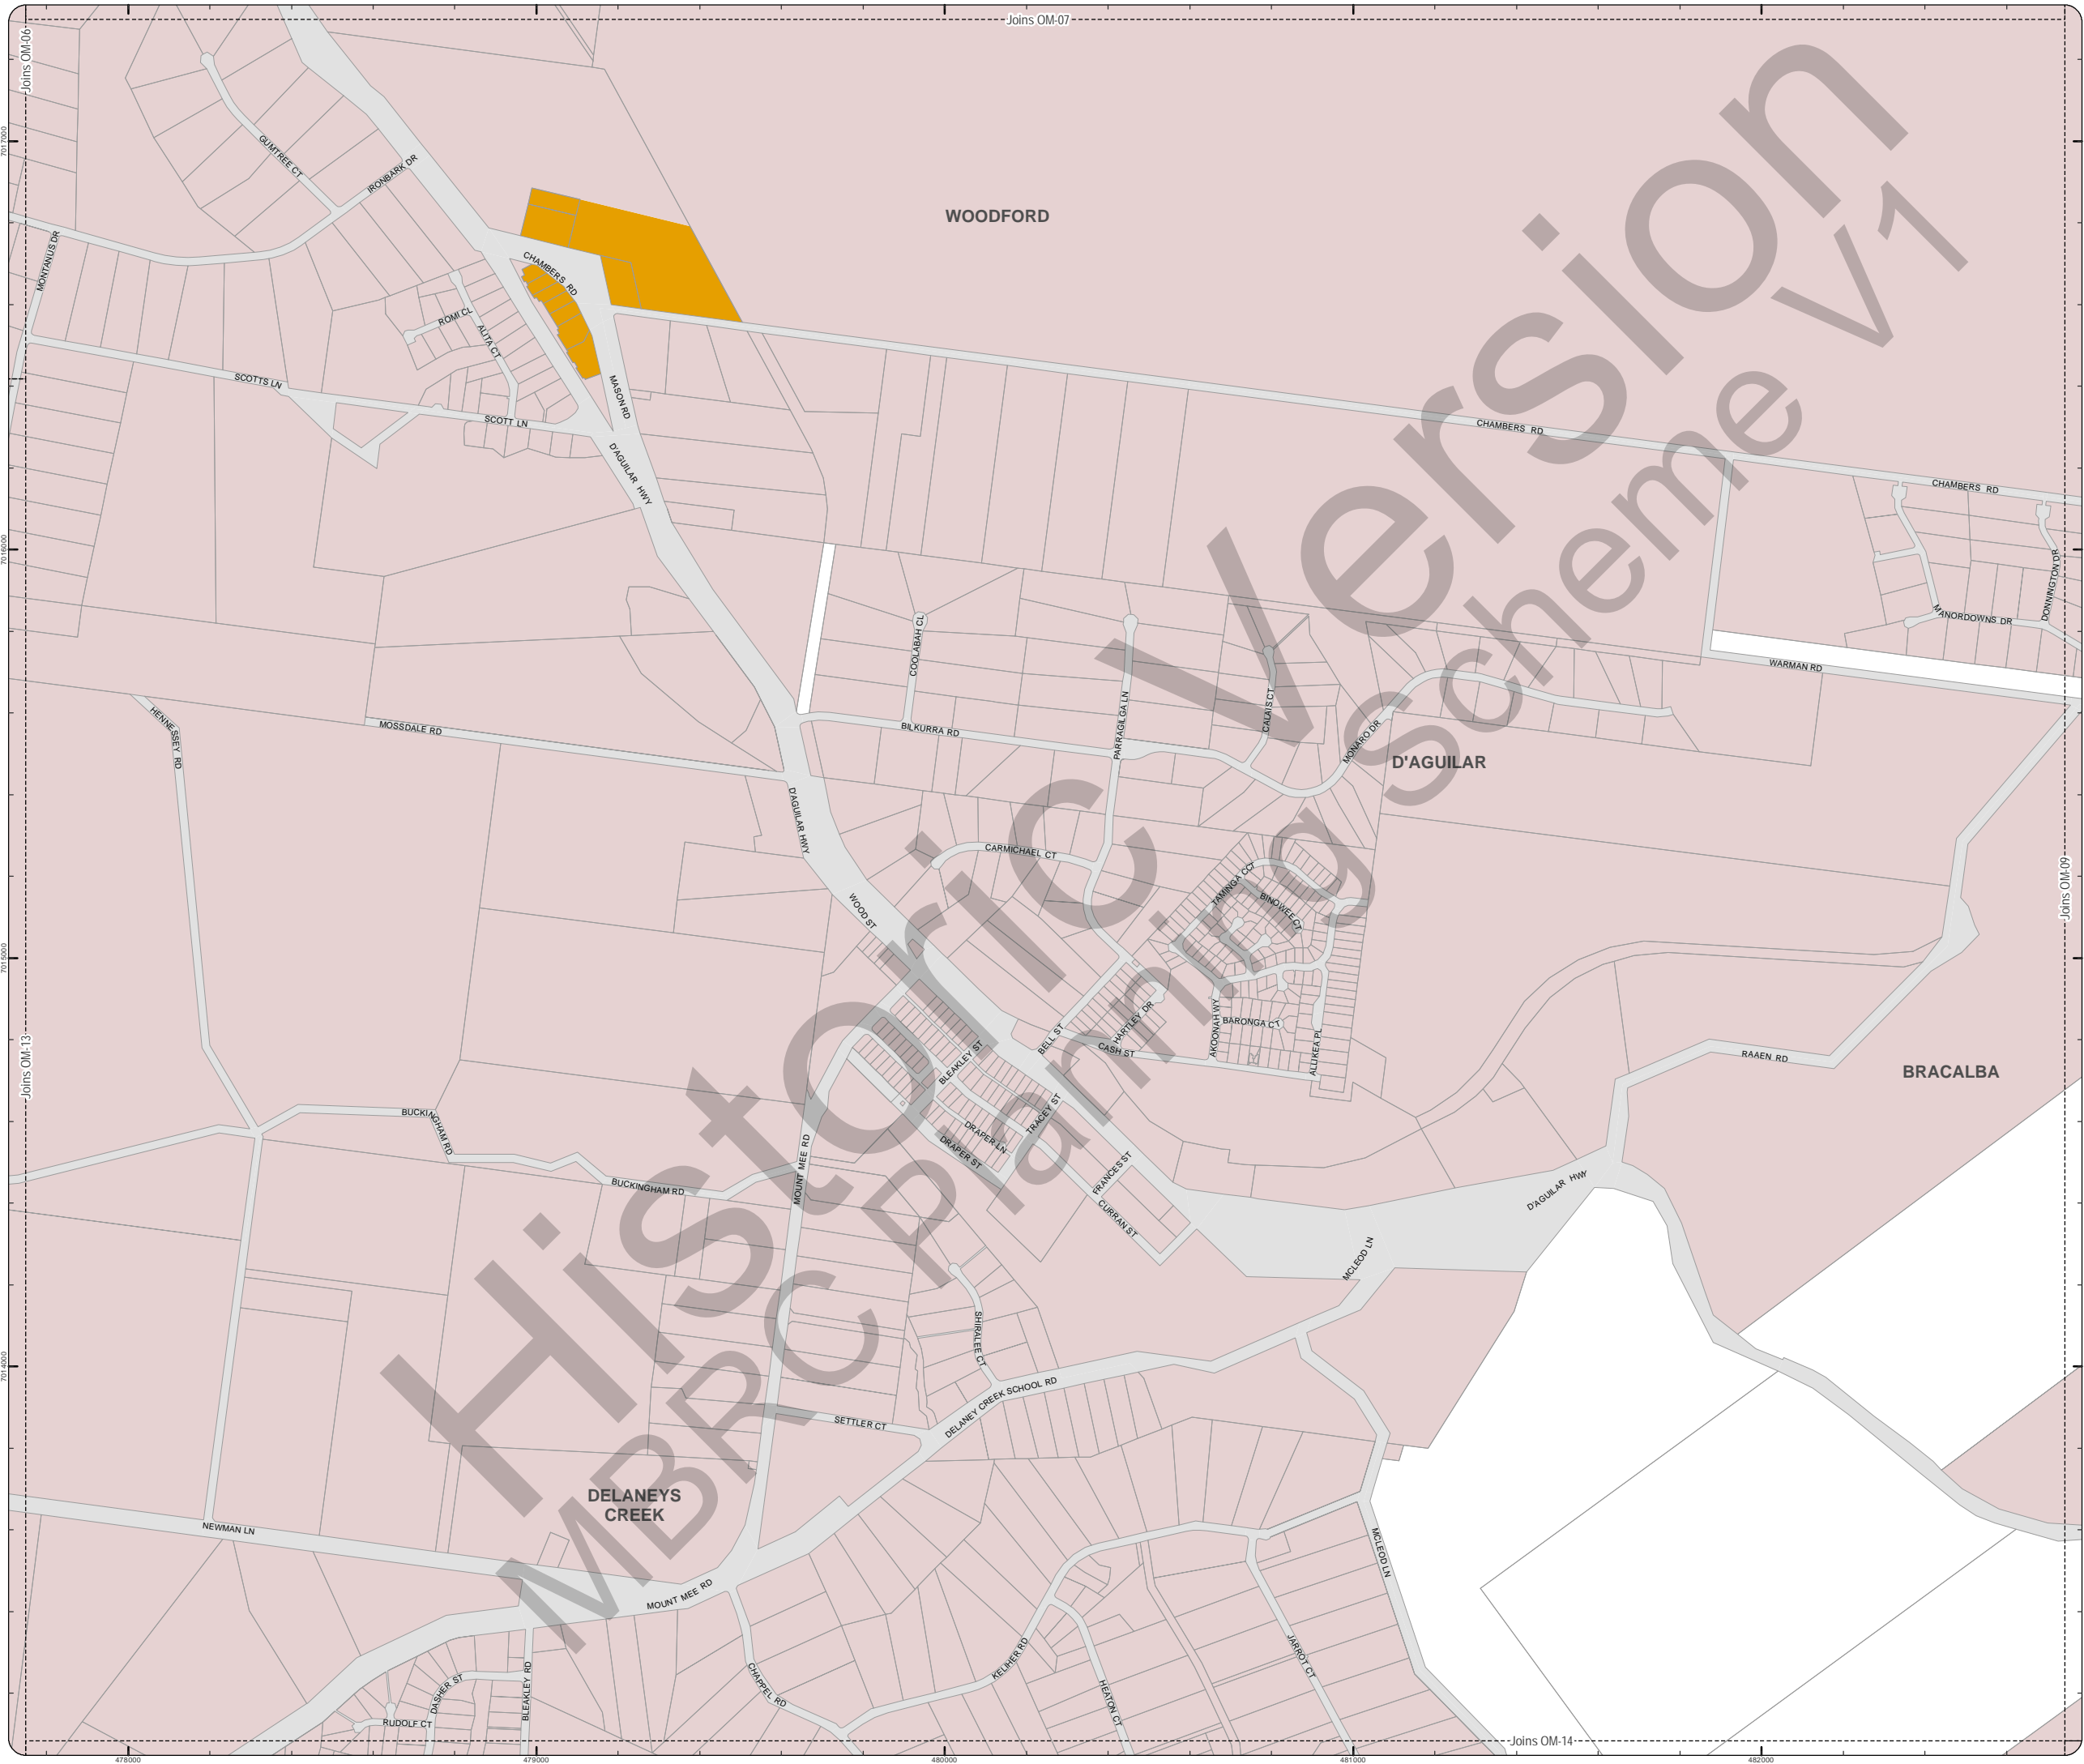 Joins OM-07
Joins OM-06
7017000
GUMTREE CT
IRONBARK DR
WOODFORD
MONTANUS DR
CHAMBERS RD
ROMI CL
ALITA CT
SCOTTS LN
MASON RD
SCOTT LN
CHAMBERS RD
D'AGUILAR HWY
CHAMBERS RD
7016000
DONNINGTON DR
MANORDOWNS DR
COOLABAH CL
WARMAN RD
HENNESSEY RD
MOSSDALE RD
BILKURRA RD
PARRAGILGA LN
CALAIS CT
MONARO DR
D'AGUILAR
D'AGUILAR HWY
CARMICHAEL CT
TAMINGA CCT
BINOWEE CT
WOOD ST
Joins OM-09
7015000
AKOONAH WY
BARONGA CT
HARTLEY DR
BELL ST
CASH ST
ALLIKEA PL
BLEAKLEY ST
RAAEN RD
BRACALBA
Joins OM-13
BUCKINGHAM RD
TRACEY ST
DRAPER LN
DRAPER ST
MOUNT MEE RD
FRANCES ST
BUCKINGHAM RD
CURRAN ST
D'AGUILAR HWY
MCLEOD LN
SHIRALEE CT
7014000
DELANEY CREEK SCHOOL RD
SETTLER CT
DELANEYS
CREEK
NEWMAN LN
MCLEOD LN
MOUNT MEE RD
KELIHER RD
JARROT CT
CHAPPEL RD
HEATON CT
BLEAKLEY RD
DASHER ST
RUDOLF CT
Joins OM-14
478000
479000
480000
481000
482000
Historic Version
MBRC Planning Scheme V1